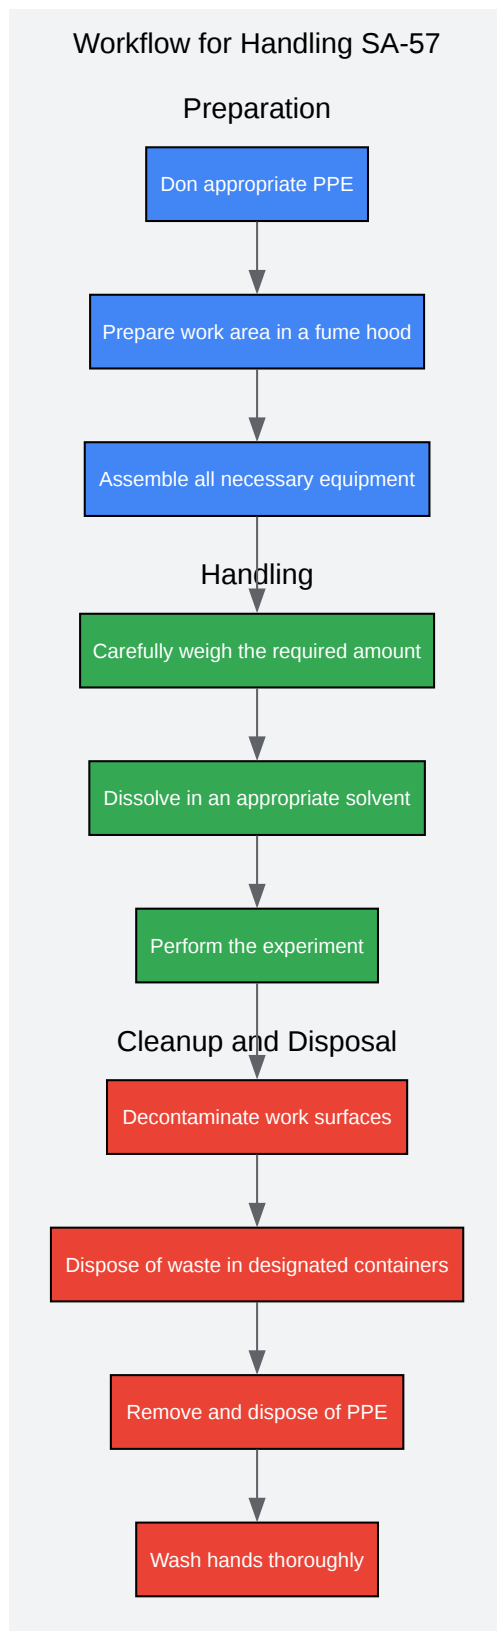 Workflow for Handling SA-57
Preparation
Don appropriate PPE
Prepare work area in a fume hood
Assemble all necessary equipment
Handling
Carefully weigh the required amount
Dissolve in an appropriate solvent
Perform the experiment
Cleanup and Disposal
Decontaminate work surfaces
Dispose of waste in designated containers
Remove and dispose of PPE
Wash hands thoroughly